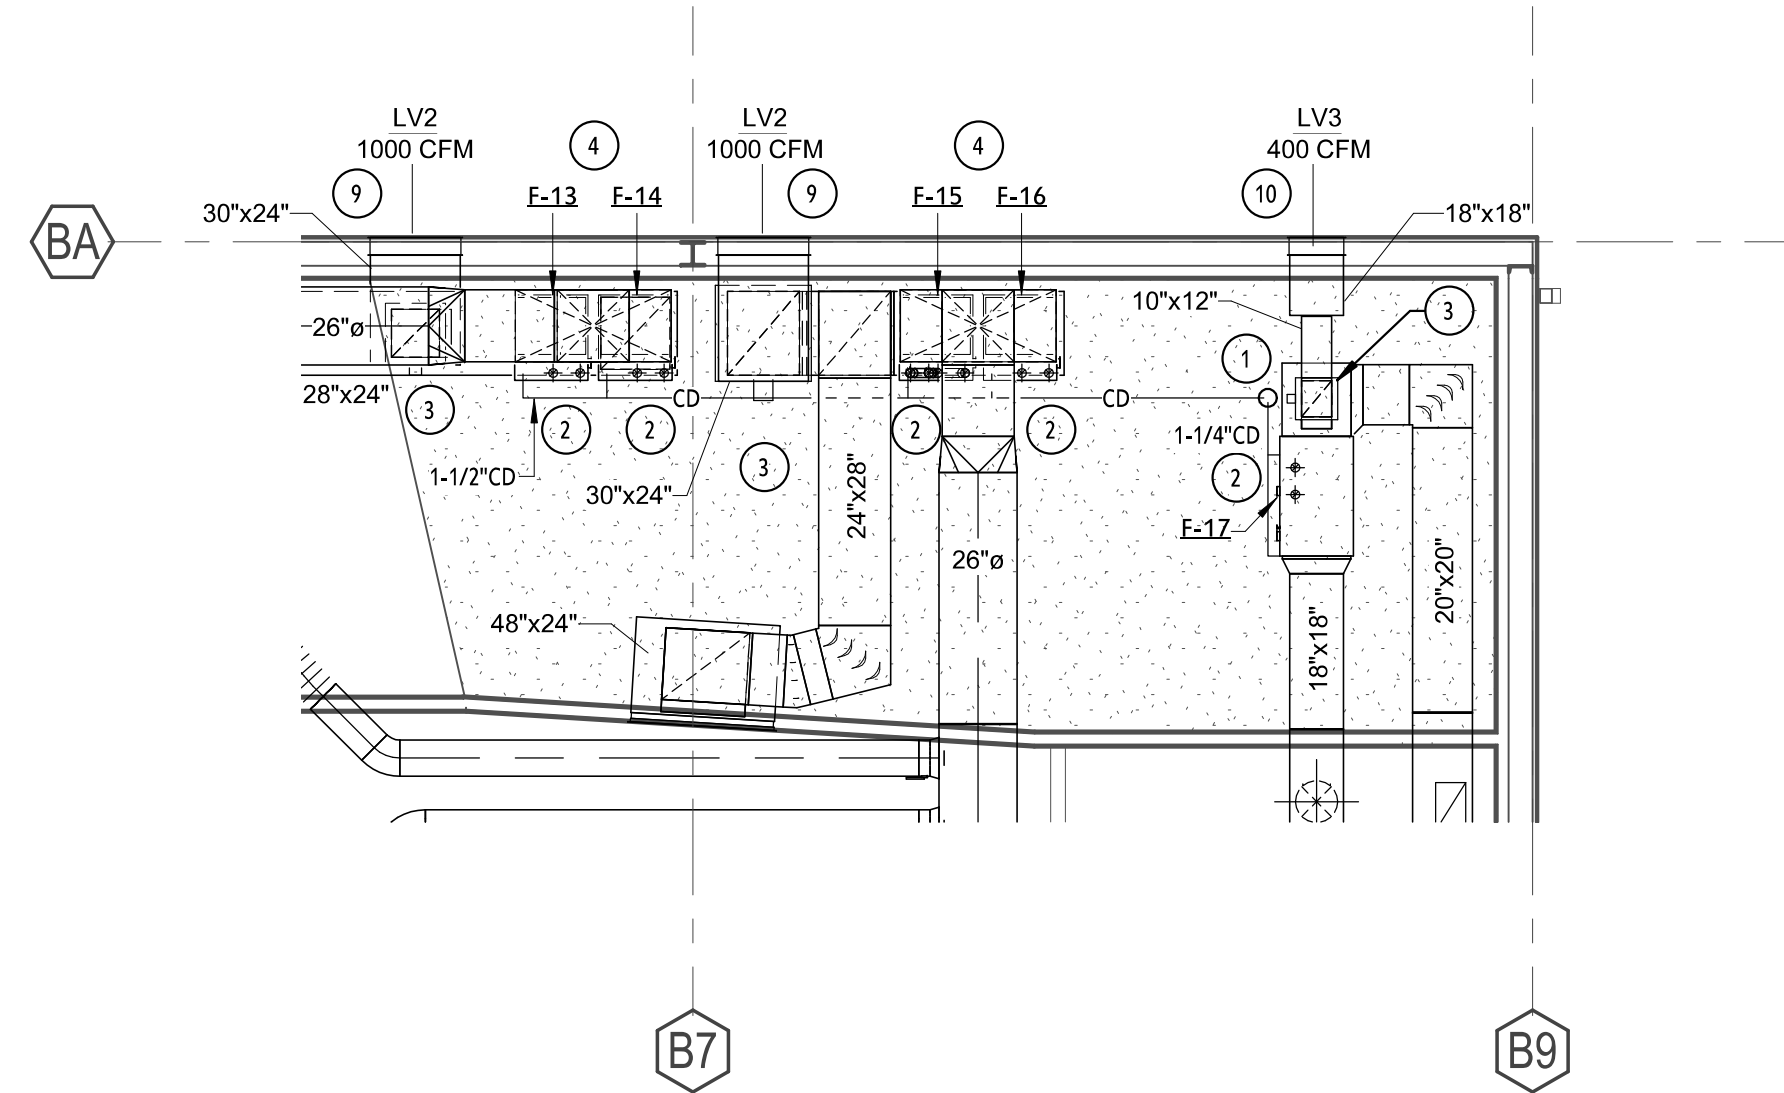 LV2
1000 CFM
4
LV2
1000 CFM
4
LV3
400 CFM
9
F-13
F-14
9
F-15
F-16
10
30"x24"
18"x18"
BA
10"x12"
3
26"ø
1
28"x24"
3
CD
CD
2
2
2
2
1-1/4"CD
1-1/2"CD
30"x24"
3
2
24"x28"
F-17
26"ø
20"x20"
48"x24"
18"x18"
B7
B9